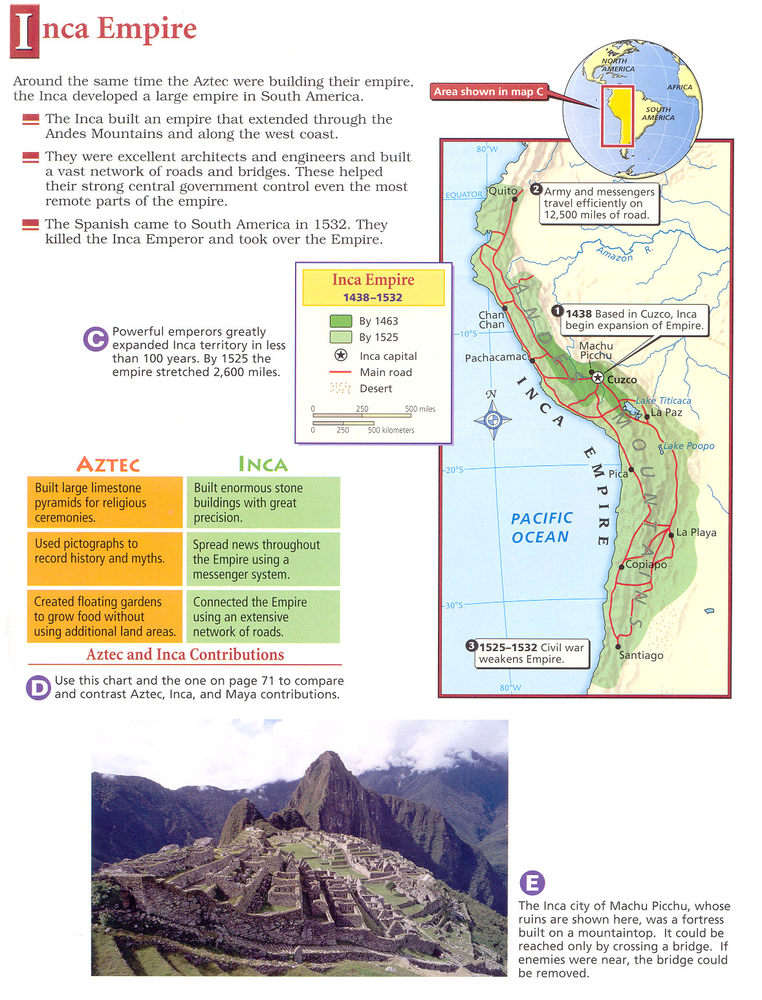 Inca Empire
Around the same time the Aztec were building their empire,
the Inca developed a large empire in South America.
The Inca built an empire that extended through the
Andes Mountains and along the west coast.
They were excellent architects and engineers and built
a vast network of roads and bridges. These helped
their strong central government control even the most
remote parts of the empire.
The Spanish came to South America in 1532. They
killed the Inca Emperor and took over the Empire.
NORTH
AMERICA
AFRICA
SOUTH
AMERICA
Area shown in map C
80°W
EQUATOR
Quito
2 Army and messengers
travel efficiently on
12,500 miles of road.
Amazon R.
ANDES MOUNTAINS
Chan
Chan
1 1438 Based in Cuzco, Inca
begin expansion of Empire.
10°S
Machu
Picchu
Pachacamac
Cuzco
INCA EMPIRE
N
Lake Titicaca
La Paz
Lake Poopo
20°S
Pica
PACIFIC
OCEAN
La Playa
Copiapo
30°S
3 1525–1532 Civil war
weakens Empire.
Santiago
80°W
Inca Empire
1438–1532
By 1463
By 1525
Inca capital
Main road
Desert
0 250 500 miles
0 250 500 kilometers
C Powerful emperors greatly
expanded Inca territory in less
than 100 years. By 1525 the
empire stretched 2,600 miles.
AZTEC
INCA
Built large limestone
pyramids for religious
ceremonies.
Built enormous stone
buildings with great
precision.
Used pictographs to
record history and myths.
Spread news throughout
the Empire using a
messenger system.
Created floating gardens
to grow food without
using additional land areas.
Connected the Empire
using an extensive
network of roads.
Aztec and Inca Contributions
D Use this chart and the one on page 71 to compare
and contrast Aztec, Inca, and Maya contributions.
E
The Inca city of Machu Picchu, whose
ruins are shown here, was a fortress
built on a mountaintop. It could be
reached only by crossing a bridge. If
enemies were near, the bridge could
be removed.